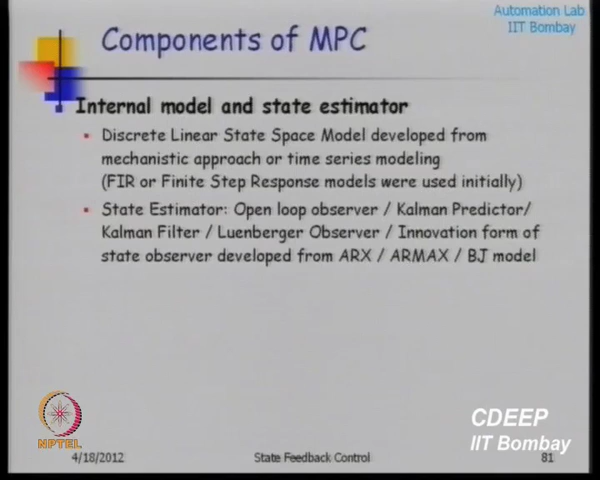 Automation Lab
IIT Bombay
Components of MPC
Internal model and state estimator
Discrete Linear State Space Model developed from
mechanistic approach or time series modeling
(FIR or Finite Step Response models were used initially)
State Estimator: Open loop observer / Kalman Predictor/
Kalman Filter / Luenberger Observer / Innovation form of
state observer developed from ARX / ARMAX / BJ model
NPTEL
CDEEP
IIT Bombay
4/18/2012
State Feedback Control
81